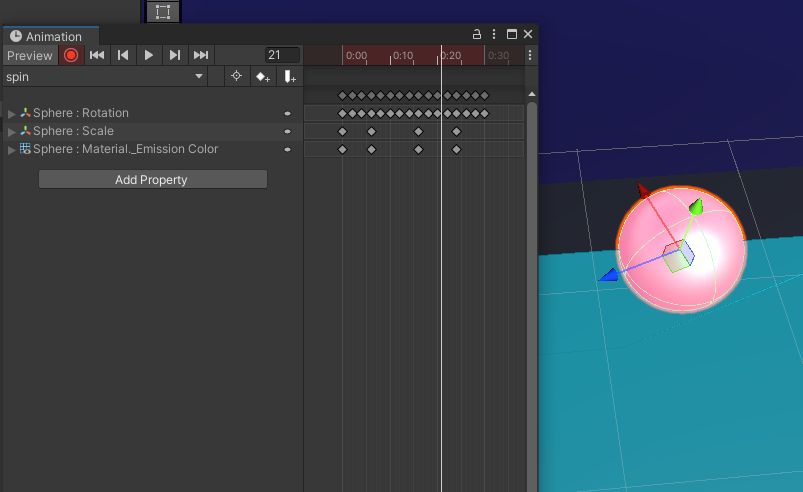 Animation
Preview
21
0:00
0:10
0:20
0:30
spin
Sphere : Rotation
Sphere : Scale
Sphere : Material._Emission Color
Add Property